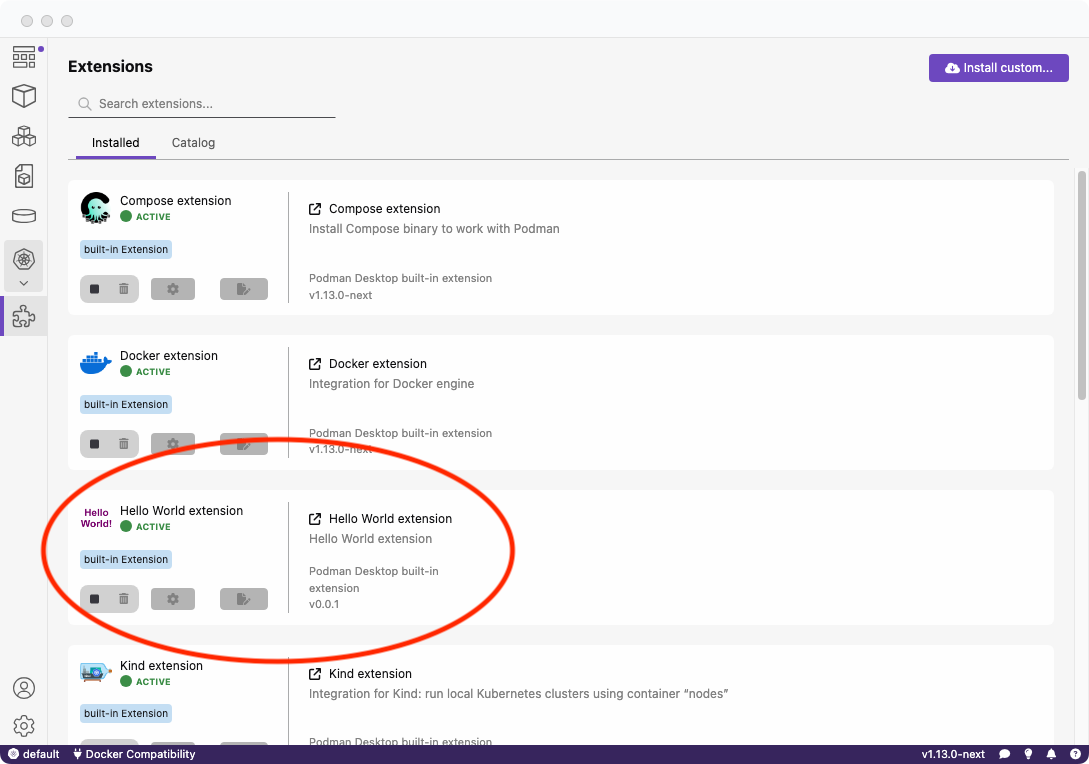 Extensions
Install custom...
Search extensions...
Installed
Catalog
Compose extension
ACTIVE
built-in Extension
Compose extension
Install Compose binary to work with Podman
Podman Desktop built-in extension
v1.13.0-next
Docker extension
ACTIVE
built-in Extension
Docker extension
Integration for Docker engine
Podman Desktop built-in extension
v1.13.0-next
Hello World!
Hello World extension
ACTIVE
built-in Extension
Hello World extension
Hello World extension
Podman Desktop built-in
extension
v0.0.1
Kind extension
ACTIVE
built-in Extension
Kind extension
Integration for Kind: run local Kubernetes clusters using container “nodes”
Podman Desktop built-in extension
default
Docker Compatibility
v1.13.0-next